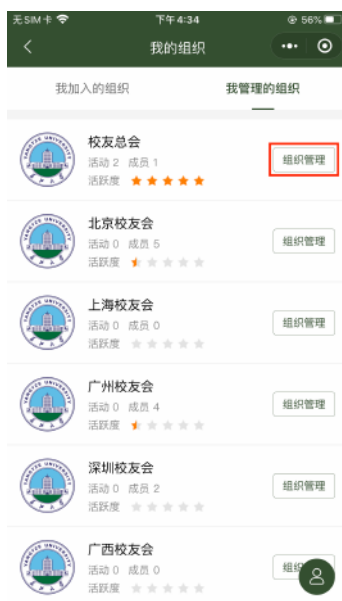 无SIM卡 下午4:34 56%
我的组织
我加入的组织 我管理的组织
校友总会
活动 2 成员 1
活跃度
组织管理
北京校友会
活动 0 成员 5
活跃度
组织管理
上海校友会
活动 0 成员 0
活跃度
组织管理
广州校友会
活动 0 成员 4
活跃度
组织管理
深圳校友会
活动 0 成员 2
活跃度
组织管理
广西校友会
活动 0 成员 0
活跃度
组织